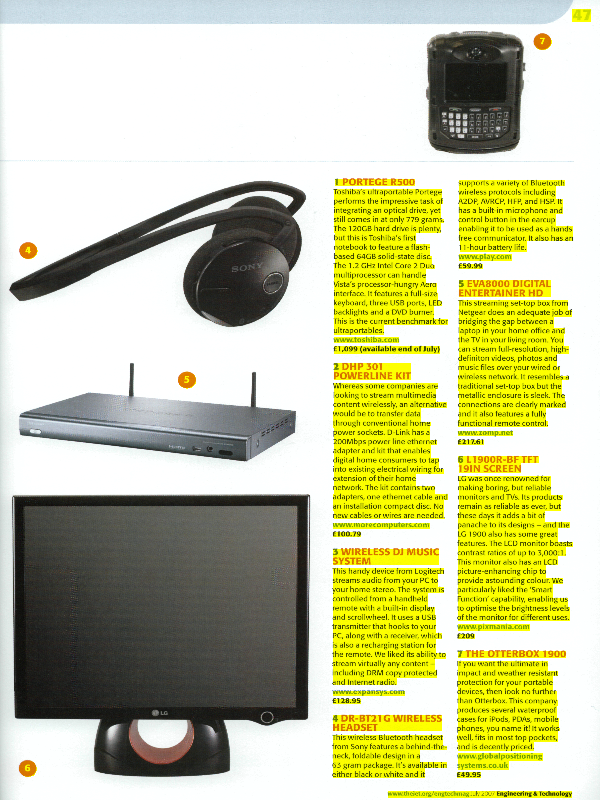 47
7
4
SONY
5
LG
6
1 PORTEGE R500
Toshiba's ultraportable Portege
performs the impressive task of
integrating an optical drive, yet
still comes in at only 779 grams.
The 120GB hard drive is plenty,
but this is Toshiba's first
notebook to feature a flash-
based 64GB solid-state disc.
The 1.2 GHz Intel Core 2 Duo
multiprocessor can handle
Vista's processor-hungry Aero
interface. It features a full-size
keyboard, three USB ports, LED
backlights and a DVD burner.
This is the current benchmark for
ultraportables.
www.toshiba.com
£1,099 (available end of July)
2 DHP 301
POWERLINE KIT
Whereas some companies are
looking to stream multimedia
content wirelessly, an alternative
would be to transfer data
through conventional home
power sockets. D-Link has a
200Mbps power line ethernet
adapter and kit that enables
digital home consumers to tap
into existing electrical wiring for
extension of their home
network. The kit contains two
adapters, one ethernet cable and
an installation compact disc. No
new cables or wires are needed.
www.morecomputers.com
£100.79
3 WIRELESS DJ MUSIC
SYSTEM
This handy device from Logitech
streams audio from your PC to
your home stereo. The system is
controlled from a handheld
remote with a built-in display
and scrollwheel. It uses a USB
transmitter that hooks to your
PC, along with a receiver, which
is also a recharging station for
the remote. We liked its ability to
stream virtually any content –
including DRM copy protected
and Internet radio.
www.expansys.com
£128.95
4 DR-BT21G WIRELESS
HEADSET
This wireless Bluetooth headset
from Sony features a behind-the-
neck, foldable design in a
63 gram package. It's available in
either black or white and it
supports a variety of Bluetooth
wireless protocols including
A2DP, AVRCP, HFP, and HSP. It
has a built-in microphone and
control button in the earcup
enabling it to be used as a hands
free communicator. It also has an
11-hour battery life.
www.play.com
£59.99
5 EVA8000 DIGITAL
ENTERTAINER HD
This streaming set-top box from
Netgear does an adequate job of
bridging the gap between a
laptop in your home office and
the TV in your living room. You
can stream full-resolution, high-
definiton videos, photos and
music files over your wired or
wireless network. It resembles a
traditional set-top box but the
metallic enclosure is sleek. The
connections are clearly marked
and it also features a fully
functional remote control.
www.zomp.net
£217.61
6 L1900R-BF TFT
19IN SCREEN
LG was once renowned for
making boring, but reliable
monitors and TVs. Its products
remain as reliable as ever, but
these days it adds a bit of
panache to its designs – and the
LG 1900 also has some great
features. The LCD monitor boasts
contrast ratios of up to 3,000:1.
This monitor also has an LCD
picture-enhancing chip to
provide astounding colour. We
particularly liked the 'Smart
Function' capability, enabling us
to optimise the brightness levels
of the monitor for different uses.
www.pixmania.com
£209
7 THE OTTERBOX 1900
If you want the ultimate in
impact and weather resistant
protection for your portable
devices, then look no further
than Otterbox. This company
produces several waterproof
cases for iPods, PDAs, mobile
phones, you name it! It works
well, fits in most top pockets,
and is decently priced.
www.globalpositioning
systems.co.uk
£49.95
www.theiet.org/engtechmag July 2007 Engineering & Technology